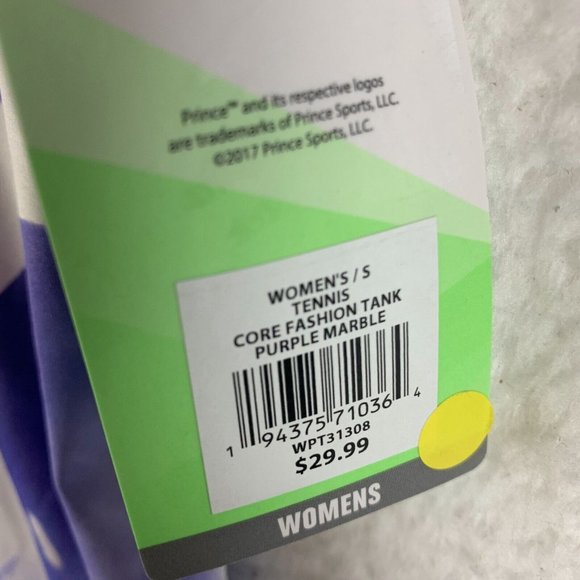 Prince™ and its respective logos
are trademarks of Prince Sports, LLC.
©2017 Prince Sports, LLC.
WOMEN'S / S
TENNIS
CORE FASHION TANK
PURPLE MARBLE
1 94375 71036 4
WPT31308
$29.99
WOMENS